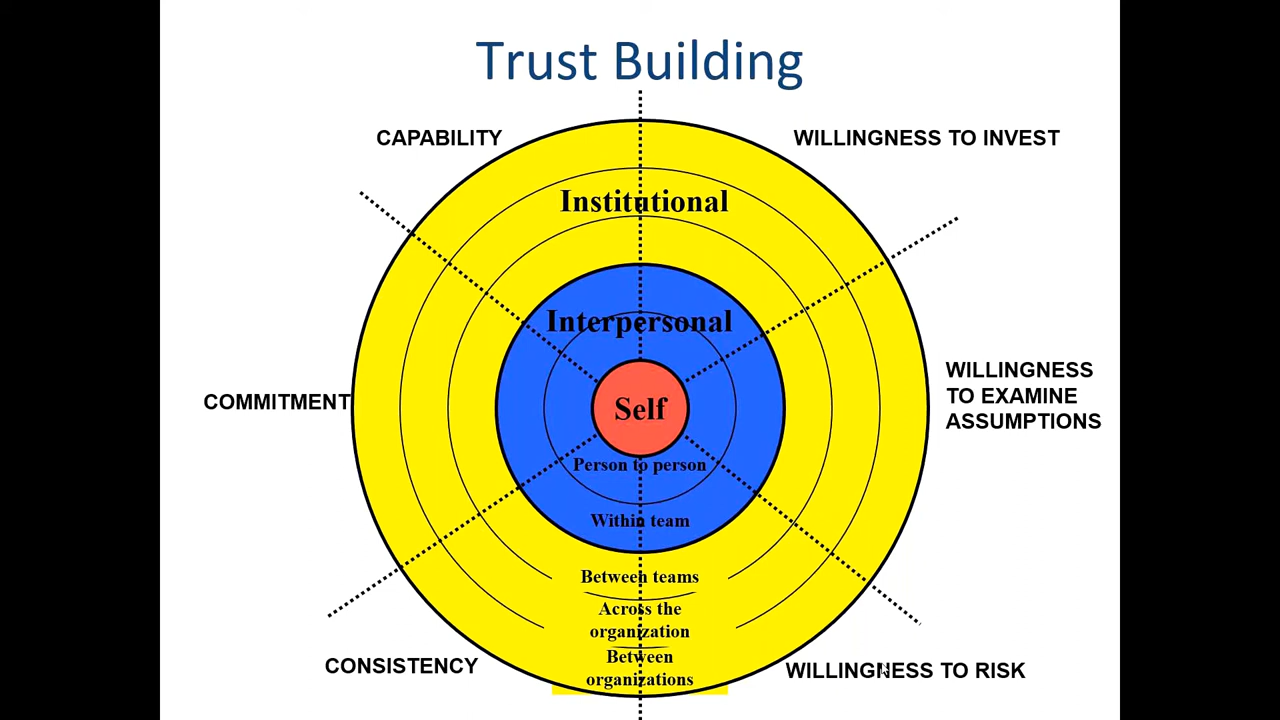 Trust Building
CAPABILITY
WILLINGNESS TO INVEST
Institutional
Interpersonal
WILLINGNESS
TO EXAMINE
ASSUMPTIONS
COMMITMENT
Self
Person to person
Within team
Between teams
Across the
organization
Between
organizations
CONSISTENCY
WILLINGNESS TO RISK